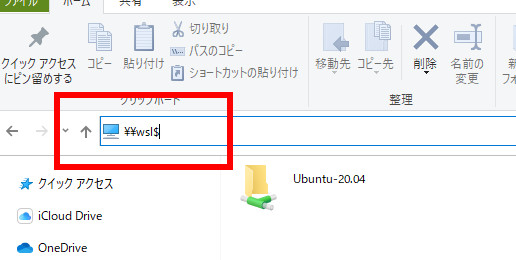 ファイル ホーム 共有 表示
クイック アクセス
にピン留めする
コピー
貼り付け
切り取り
パスのコピー
ショートカットの貼り付け
移動先
コピー先
削除
名前の
変更
クリップボード
整理
¥¥wsl$
クイック アクセス
iCloud Drive
OneDrive
Ubuntu-20.04